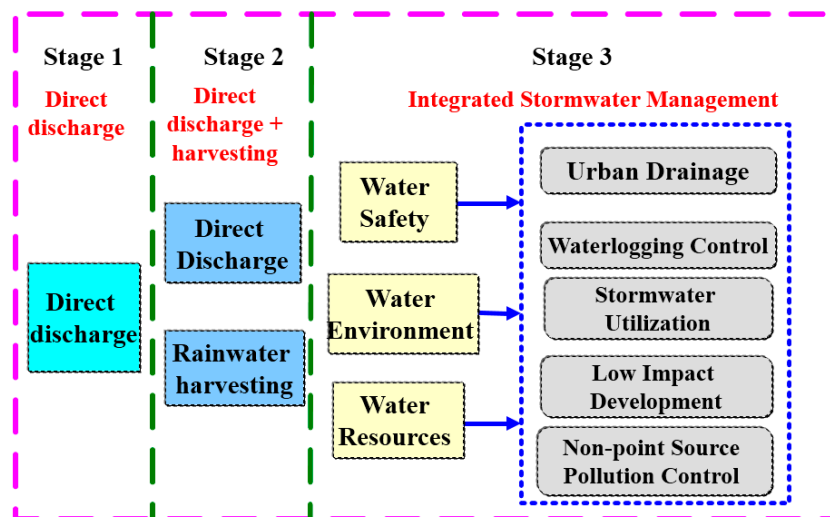 Stage 1
Direct
discharge
Direct
discharge
Stage 2
Direct
discharge +
harvesting
Direct
Discharge
Rainwater
harvesting
Stage 3
Integrated Stormwater Management
Water
Safety
Water
Environment
Water
Resources
Urban Drainage
Waterlogging Control
Stormwater
Utilization
Low Impact
Development
Non-point Source
Pollution Control